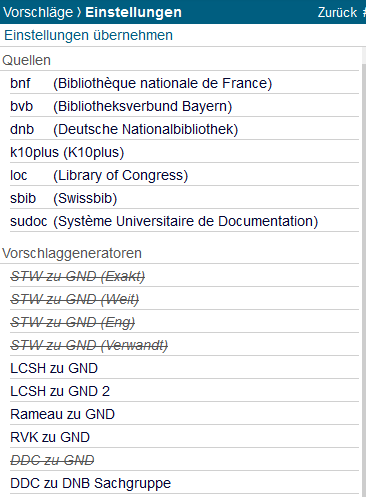 Vorschläge ⟩ Einstellungen Zurück
Einstellungen übernehmen
Quellen
bnf (Bibliothèque nationale de France)
bvb (Bibliotheksverbund Bayern)
dnb (Deutsche Nationalbibliothek)
k10plus (K10plus)
loc (Library of Congress)
sbib (Swissbib)
sudoc (Système Universitaire de Documentation)
Vorschlaggeneratoren
STW zu GND (Exakt)
STW zu GND (Weit)
STW zu GND (Eng)
STW zu GND (Verwandt)
LCSH zu GND
LCSH zu GND 2
Rameau zu GND
RVK zu GND
DDC zu GND
DDC zu DNB Sachgruppe